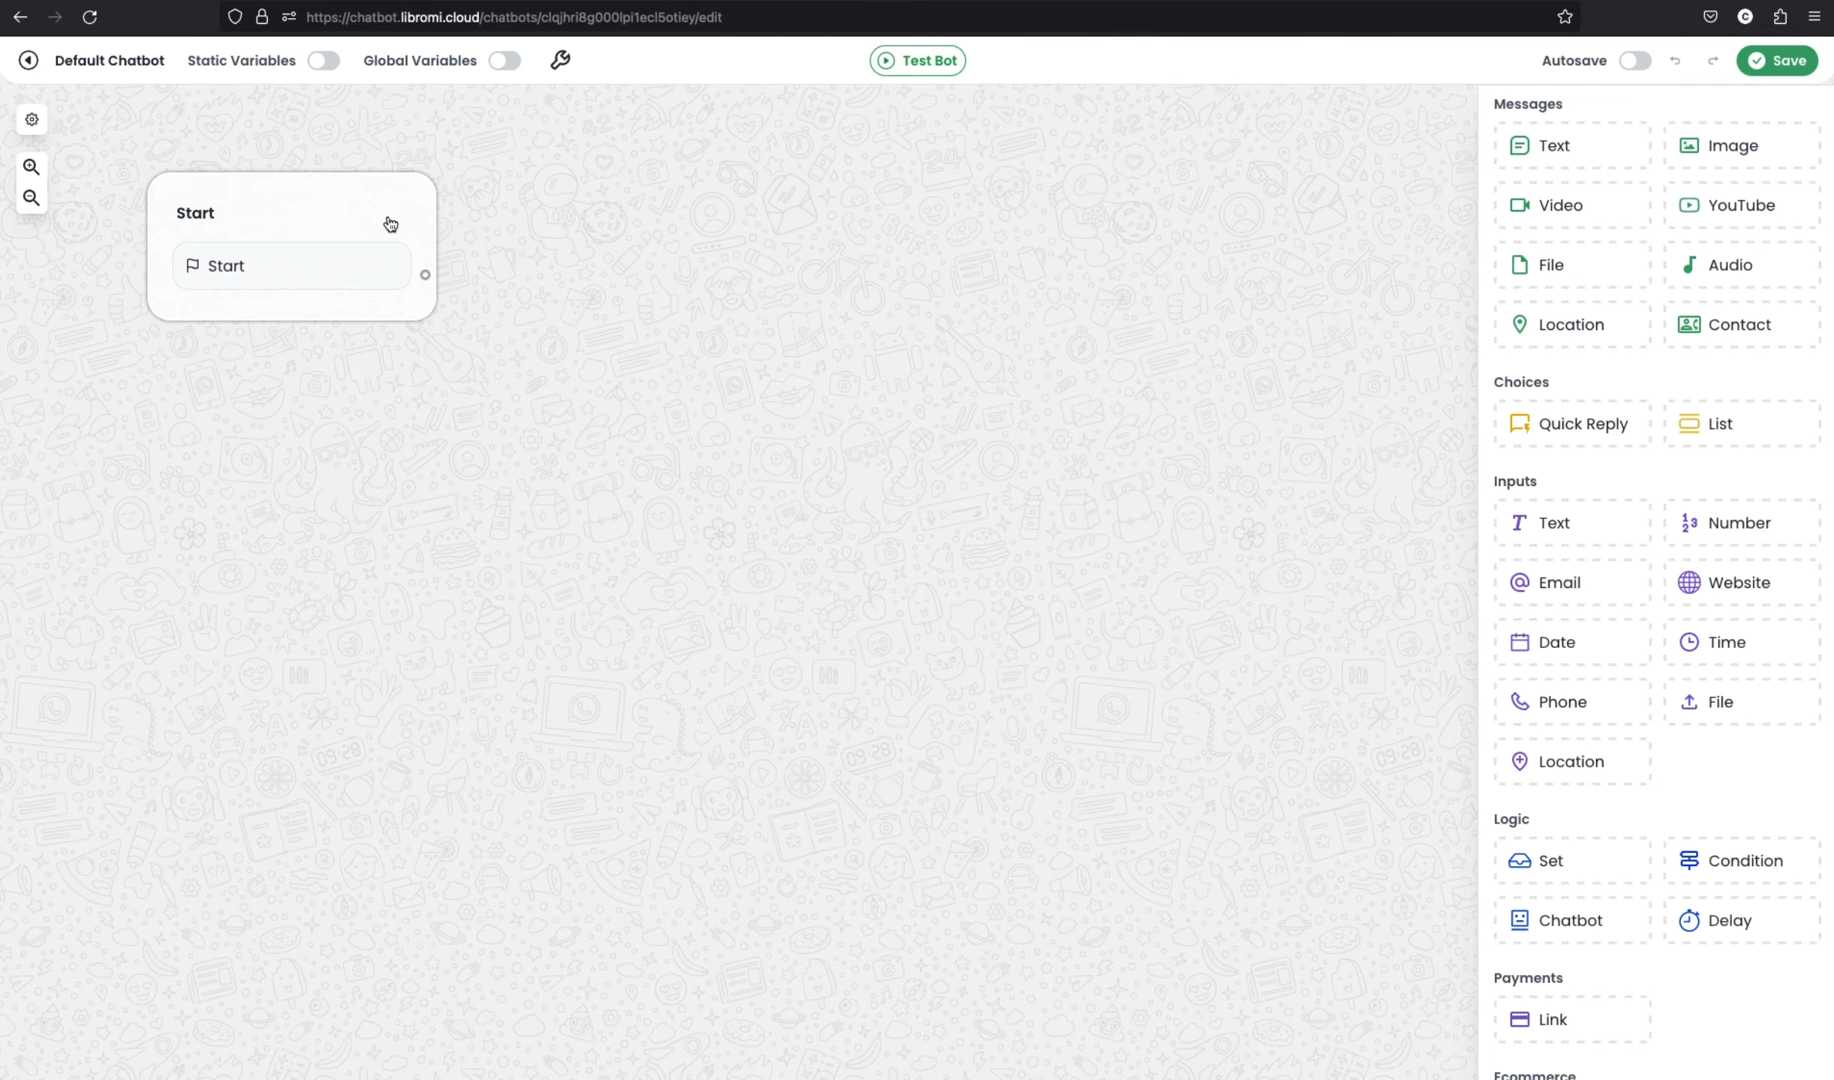 https://chatbot.libromi.cloud/chatbots/clqjhri8g000lpi1ecl5otiey/edit
Default Chatbot Static Variables Global Variables Test Bot Autosave Save
Start
Start
Messages
Text Image
Video YouTube
File Audio
Location Contact
Choices
Quick Reply List
Inputs
Text Number
Email Website
Date Time
Phone File
Location
Logic
Set Condition
Chatbot Delay
Payments
Link
Ecommerce